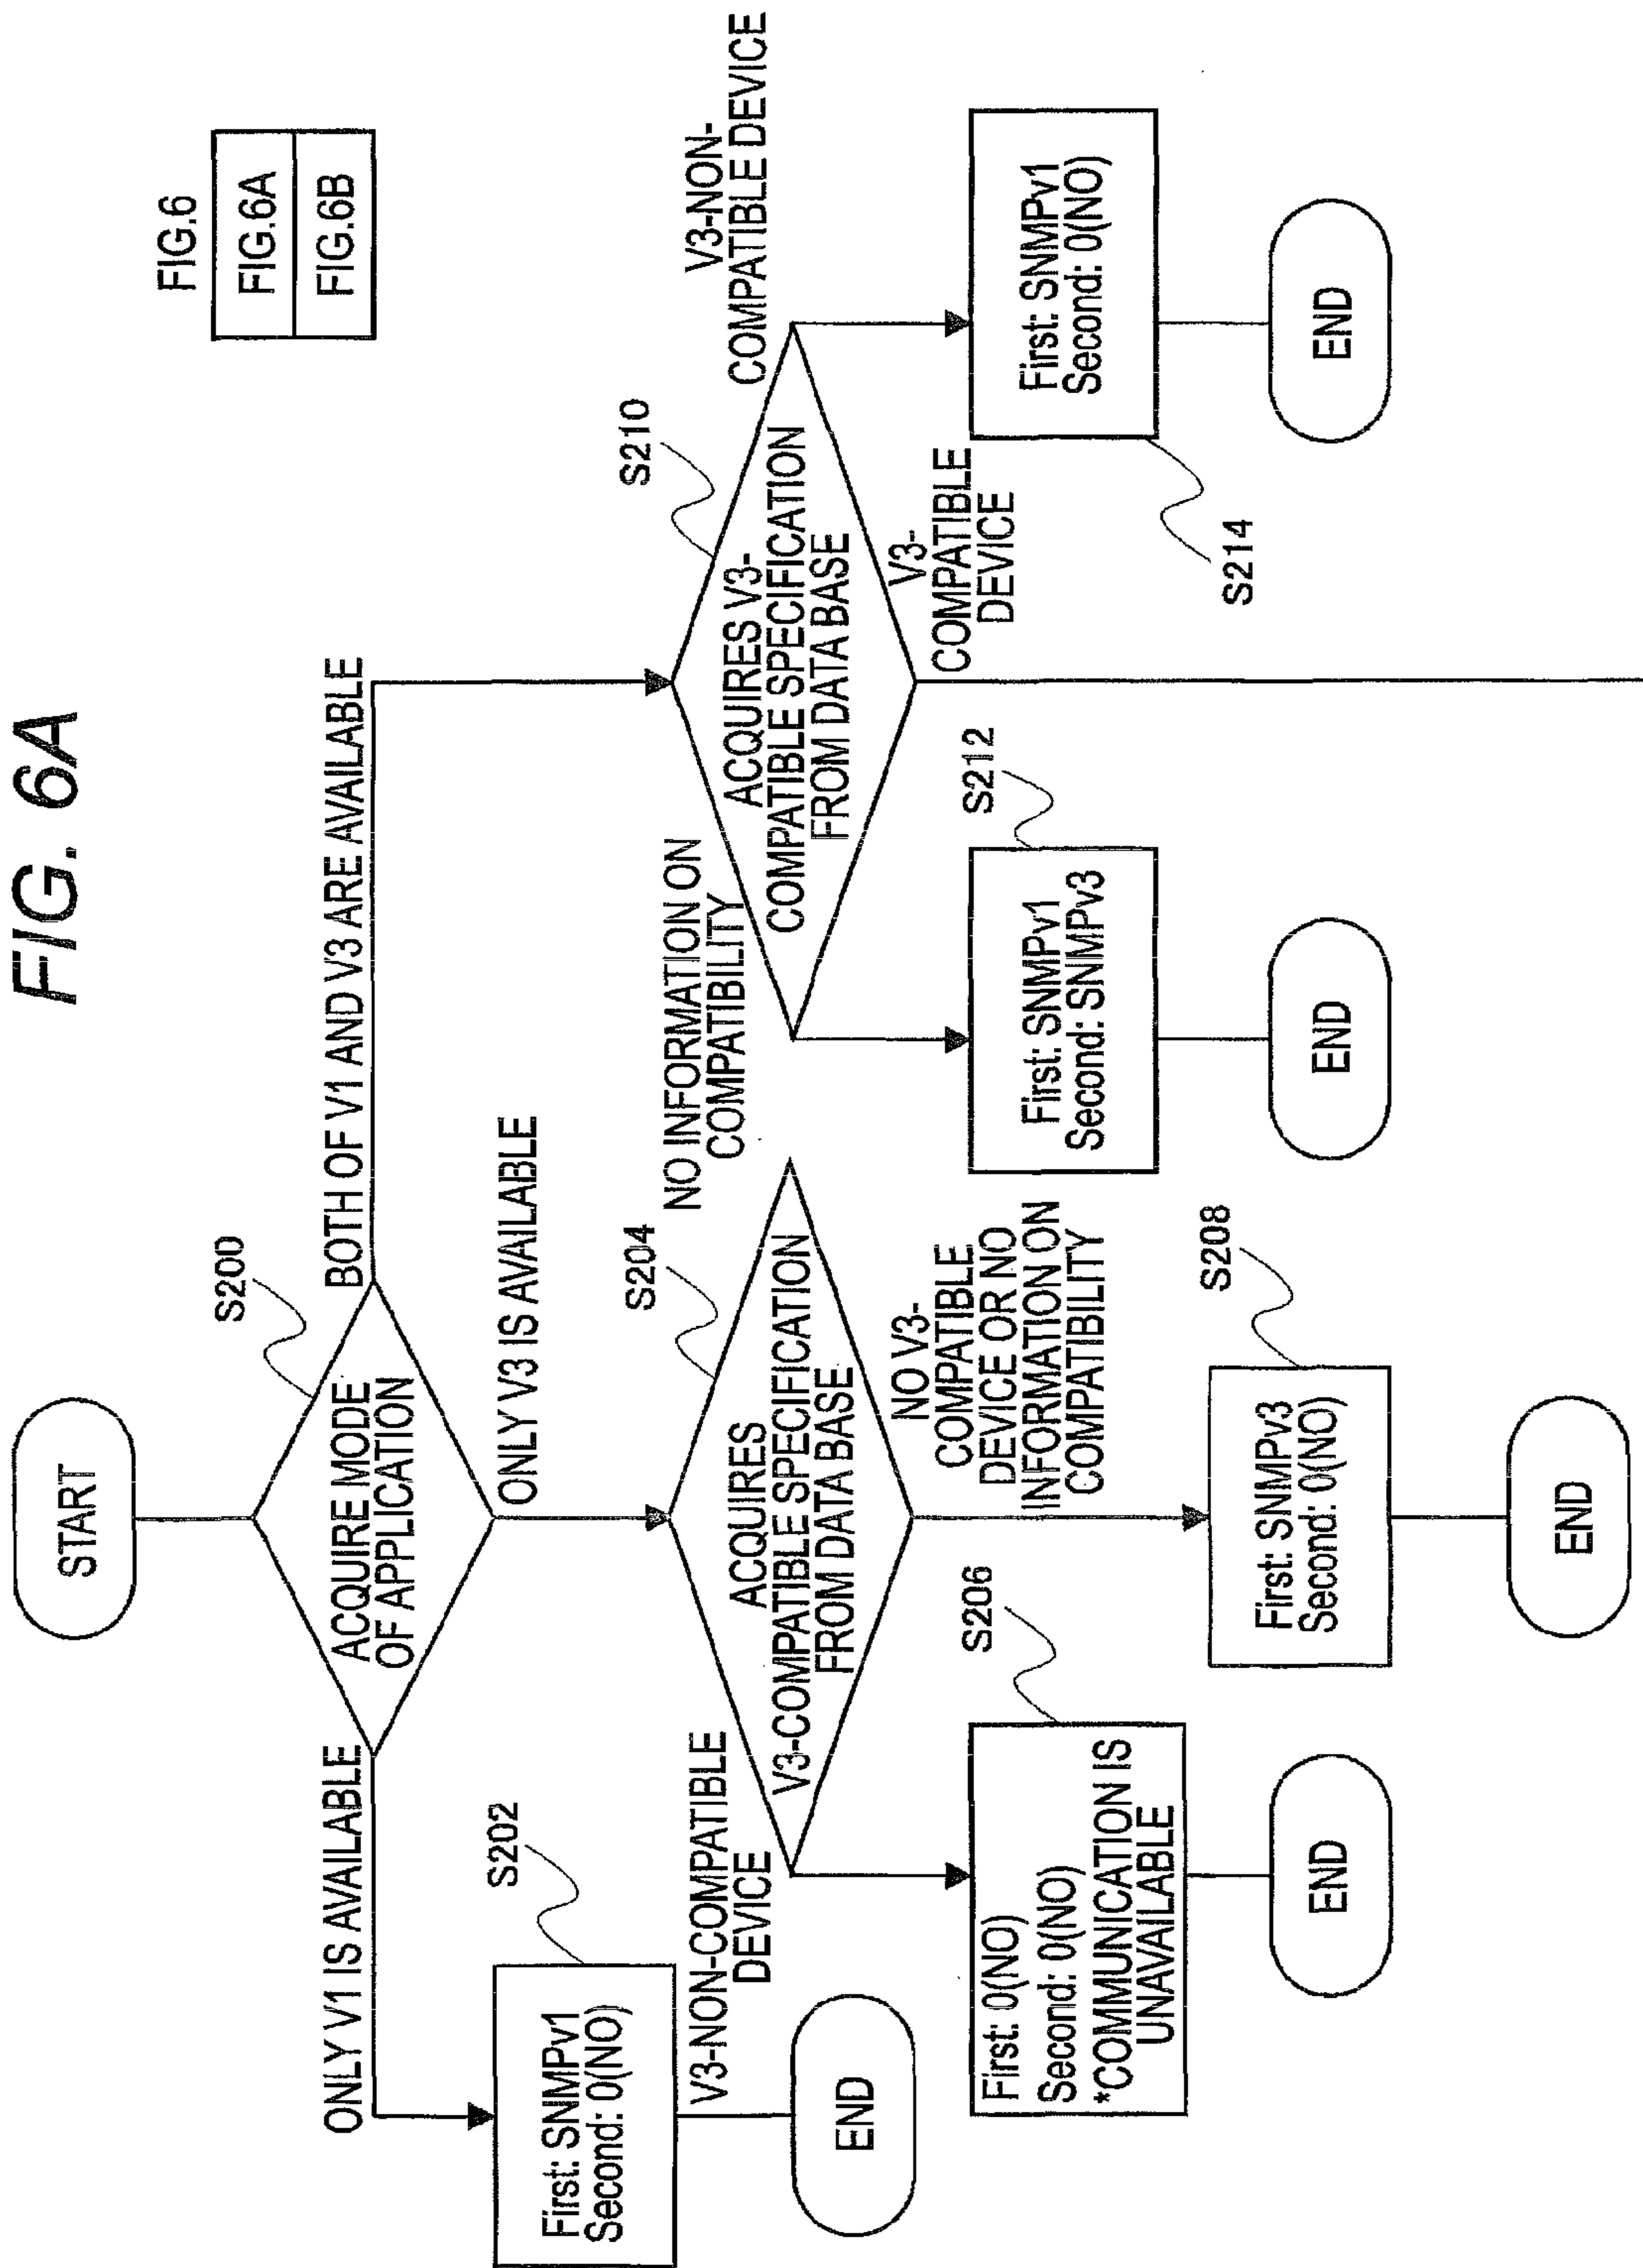 FIG. 6A
FIG.6
FIG.6A
FIG.6B
START
S200
ACQUIRE MODE
OF APPLICATION
ONLY V1 IS AVAILABLE
BOTH OF V1 AND V3 ARE AVAILABLE
ONLY V3 IS AVAILABLE
S202
First: SNMPv1
Second: 0(NO)
END
S204
ACQUIRES
V3-COMPATIBLE SPECIFICATION
FROM DATA BASE
V3-NON-COMPATIBLE
DEVICE
NO V3-
COMPATIBLE
DEVICE OR NO
INFORMATION ON
COMPATIBILITY
S206
First: 0(NO)
Second: 0(NO)
*COMMUNICATION IS
UNAVAILABLE
END
S208
First: SNMPv3
Second: 0(NO)
END
S210
ACQUIRES V3-
COMPATIBLE SPECIFICATION
FROM DATA BASE
NO INFORMATION ON
COMPATIBILITY
V3-
COMPATIBLE
DEVICE
V3-NON-
COMPATIBLE DEVICE
S212
First: SNMPv1
Second: SNMPv3
END
S214
First: SNMPv1
Second: 0(NO)
END